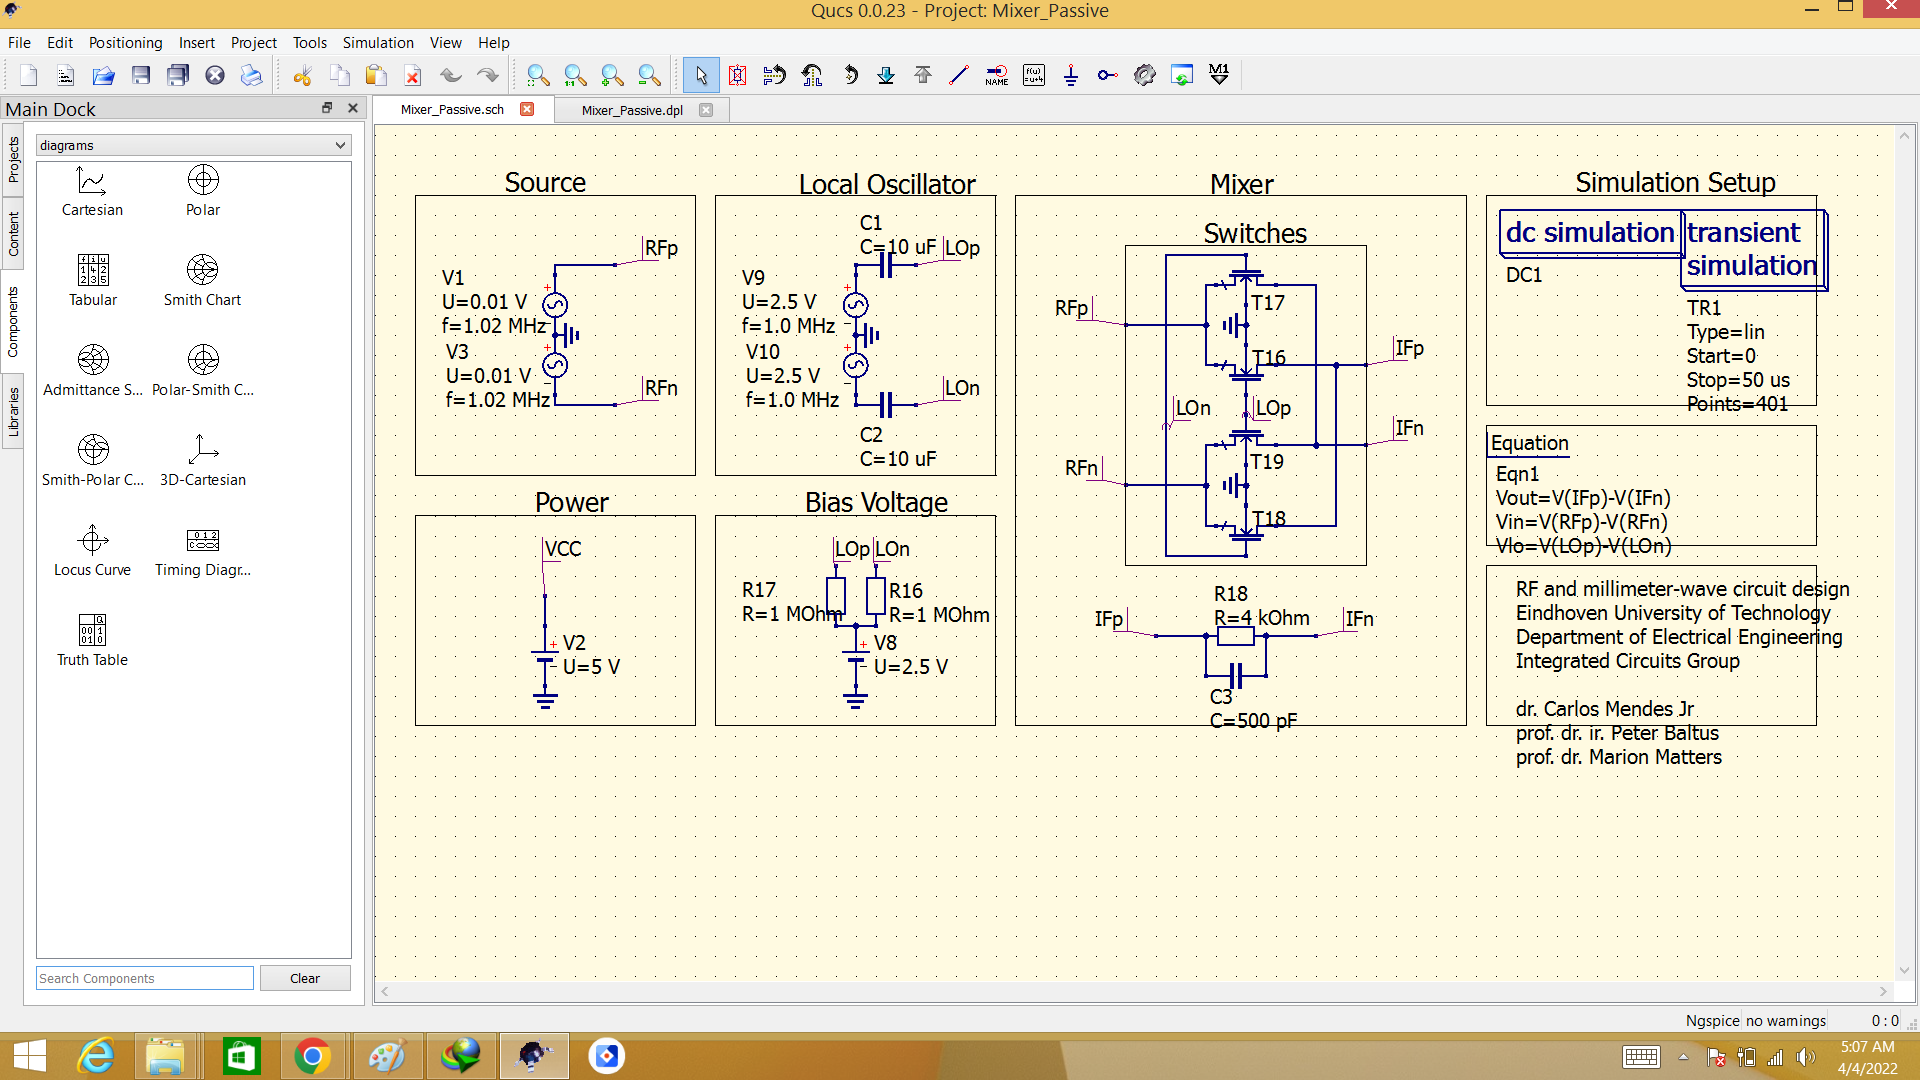 Qucs 0.0.23 - Project: Mixer_Passive
File Edit Positioning Insert Project Tools Simulation View Help
1:1
NAME
f(u)
=u+4
M1
Main Dock
Mixer_Passive.sch
Mixer_Passive.dpl
Projects
Content
Components
Libraries
diagrams
Cartesian
Polar
Tabular
Smith Chart
Admittance S...
Polar-Smith C...
Smith-Polar C...
3D-Cartesian
Locus Curve
Timing Diagr...
Truth Table
Search Components
Clear
Source
RFp
V1
U=0.01 V
f=1.02 MHz
V3
U=0.01 V
f=1.02 MHz
RFn
Local Oscillator
C1
C=10 uF
LOp
V9
U=2.5 V
f=1.0 MHz
V10
U=2.5 V
f=1.0 MHz
LOn
C2
C=10 uF
Mixer
Switches
RFp
T17
T16
IFp
LOn
LOp
IFn
RFn
T19
T18
R18
R=4 kOhm
IFp
IFn
C3
C=500 pF
Simulation Setup
dc simulation
DC1
transient
simulation
TR1
Type=lin
Start=0
Stop=50 us
Points=401
Equation
Eqn1
Vout=V(IFp)-V(IFn)
Vin=V(RFp)-V(RFn)
Vlo=V(LOp)-V(LOn)
Power
VCC
V2
U=5 V
Bias Voltage
LOp
LOn
R17
R=1 MOhm
R16
R=1 MOhm
V8
U=2.5 V
RF and millimeter-wave circuit design
Eindhoven University of Technology
Department of Electrical Engineering
Integrated Circuits Group
dr. Carlos Mendes Jr
prof. dr. ir. Peter Baltus
prof. dr. Marion Matters
Ngspice no warnings 0 : 0
5:07 AM
4/4/2022